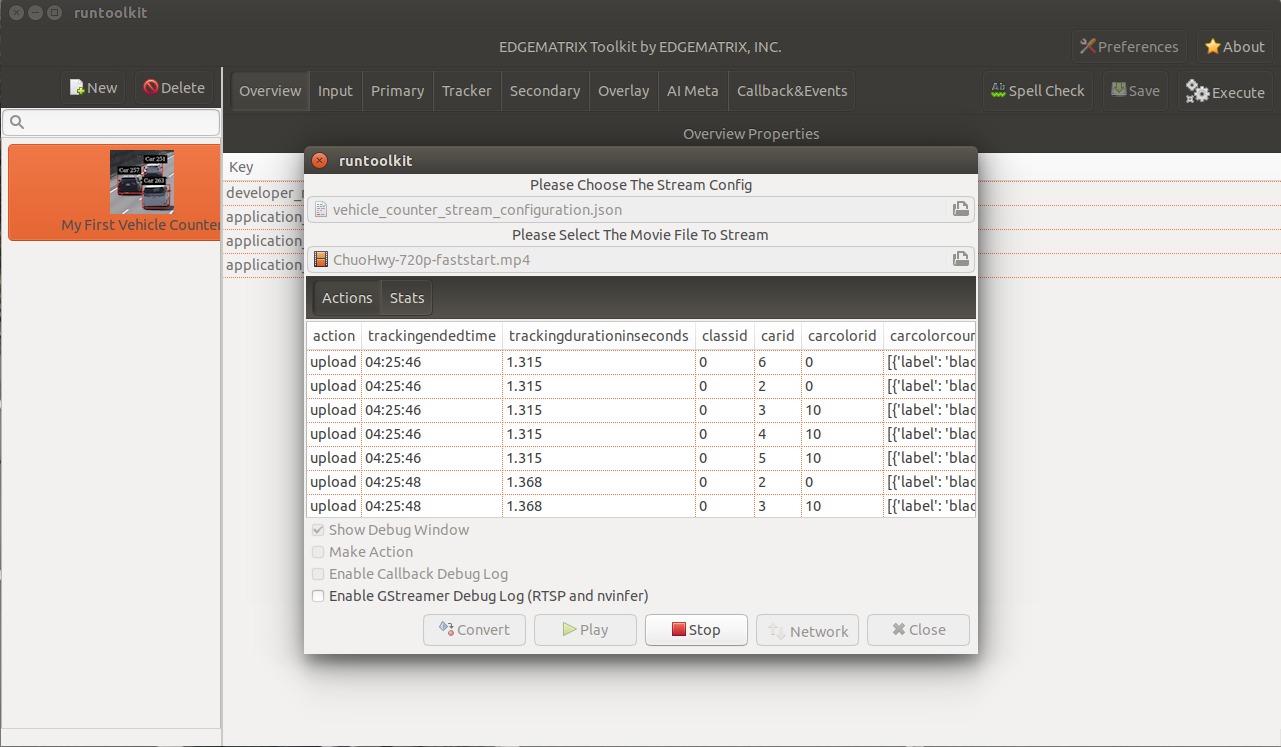 runtoolkit
EDGEMATRIX Toolkit by EDGEMATRIX, INC.
Preferences
About
New
Delete
Overview
Input
Primary
Tracker
Secondary
Overlay
AI Meta
Callback&Events
Spell Check
Save
Execute
Overview Properties
Key
developer_
application_
application_
application_
Car 251
Car 257
Car 263
My First Vehicle Counter
runtoolkit
Please Choose The Stream Config
vehicle_counter_stream_configuration.json
Please Select The Movie File To Stream
ChuoHwy-720p-faststart.mp4
Actions Stats
action trackingendedtime trackingdurationinseconds classid carid carcolorid carcolorcoun
upload 04:25:46 1.315 0 6 0 [{'label': 'blac
upload 04:25:46 1.315 0 2 0 [{'label': 'blac
upload 04:25:46 1.315 0 3 10 [{'label': 'blac
upload 04:25:46 1.315 0 4 10 [{'label': 'blac
upload 04:25:46 1.315 0 5 10 [{'label': 'blac
upload 04:25:48 1.368 0 2 0 [{'label': 'blac
upload 04:25:48 1.368 0 3 10 [{'label': 'blac
Show Debug Window
Make Action
Enable Callback Debug Log
Enable GStreamer Debug Log (RTSP and nvinfer)
Convert
Play
Stop
Network
Close